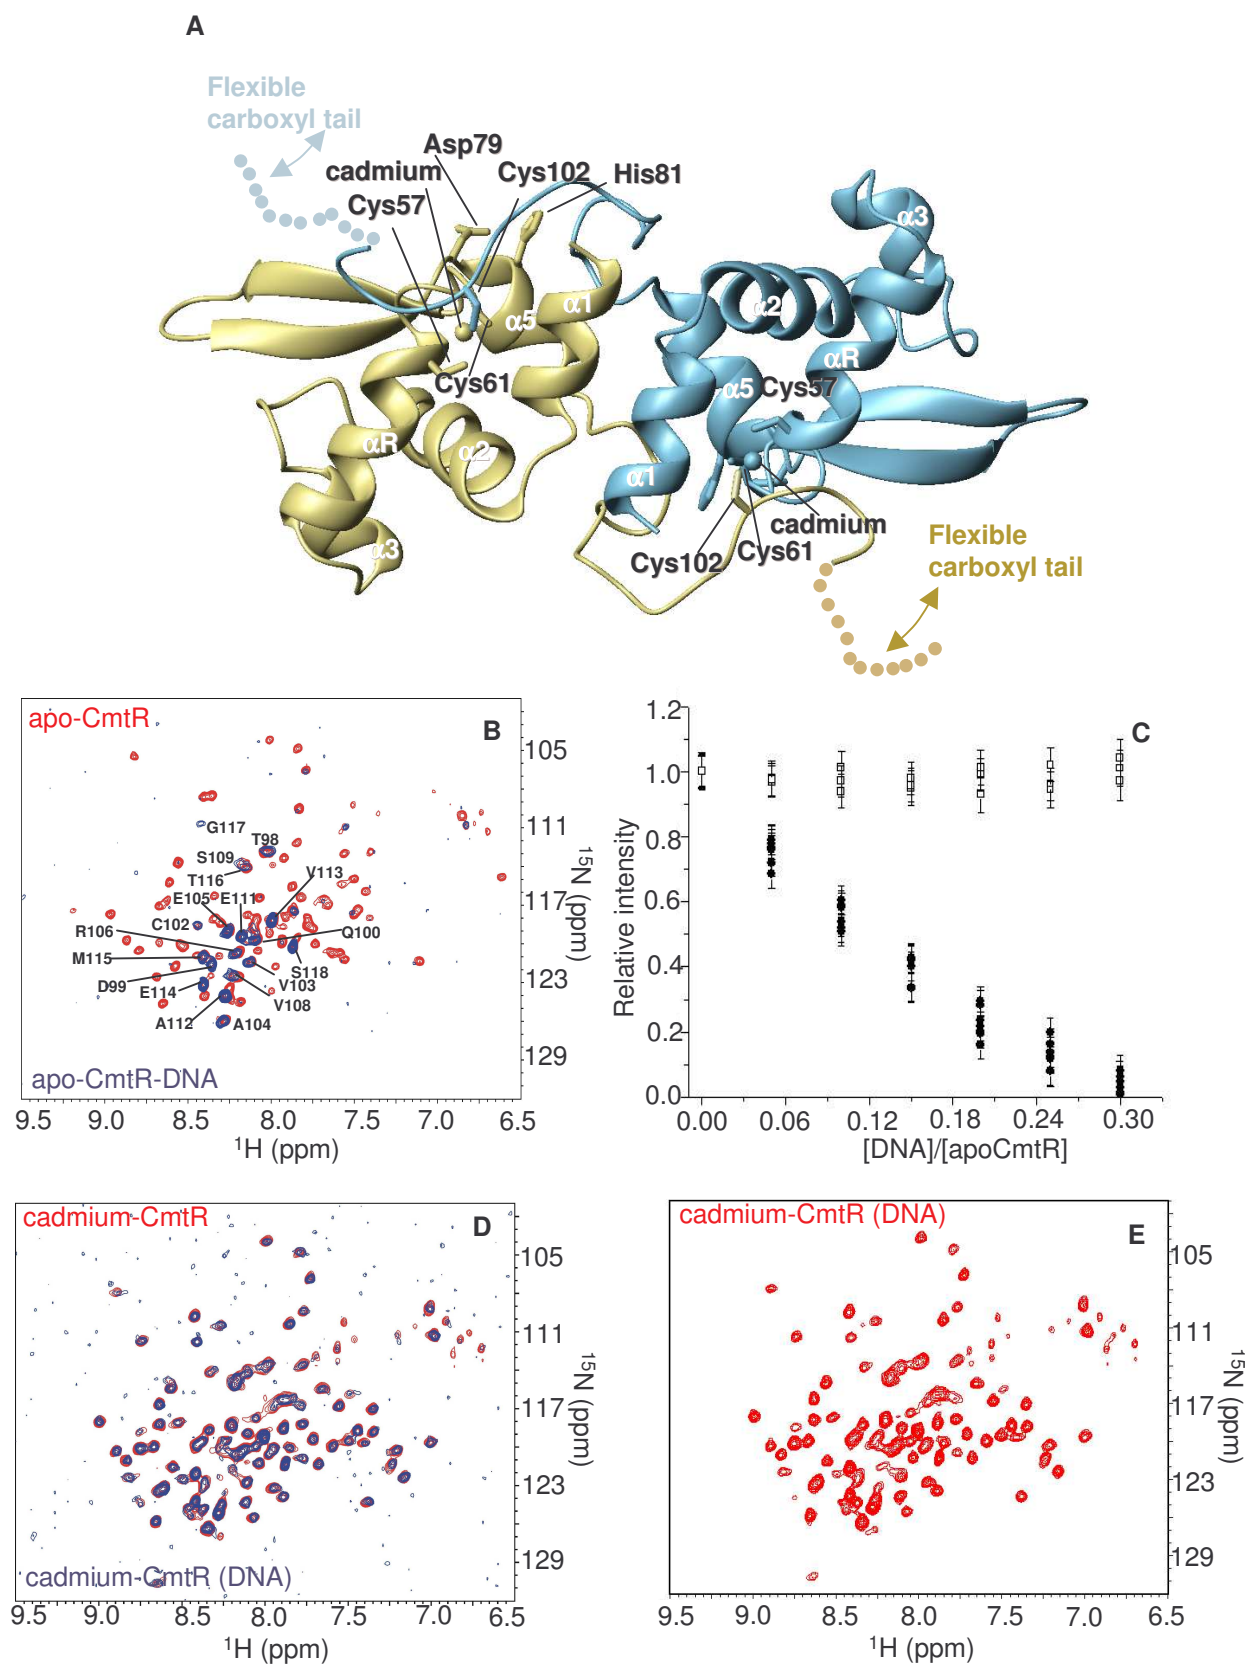 A
Flexible
carboxyl tail
Asp79
cadmium
Cys102
His81
Cys57
α3
α1
α2
α5
αR
Cys61
α5
Cys57
αR
α2
α1
α3
cadmium
Cys102
Cys61
Flexible
carboxyl tail
apo-CmtR
B
105
G117
111
T98
S109
T116
V113
117
E105
E111
C102
R106
Q100
M115
S118
123
D99
V103
E114
V108
A112
A104
129
apo-CmtR-DNA
9.5 9.0 8.5 8.0 7.5 7.0 6.5
¹H (ppm)
¹⁵N (ppm)
C
1.2
1.0
0.8
0.6
0.4
0.2
0.0
Relative intensity
0.00 0.06 0.12 0.18 0.24 0.30
[DNA]/[apoCmtR]
cadmium-CmtR
D
105
111
117
123
129
¹⁵N (ppm)
cadmium-CmtR (DNA)
9.5 9.0 8.5 8.0 7.5 7.0 6.5
¹H (ppm)
cadmium-CmtR (DNA)
E
105
111
117
123
129
¹⁵N (ppm)
9.5 9.0 8.5 8.0 7.5 7.0 6.5
¹H (ppm)